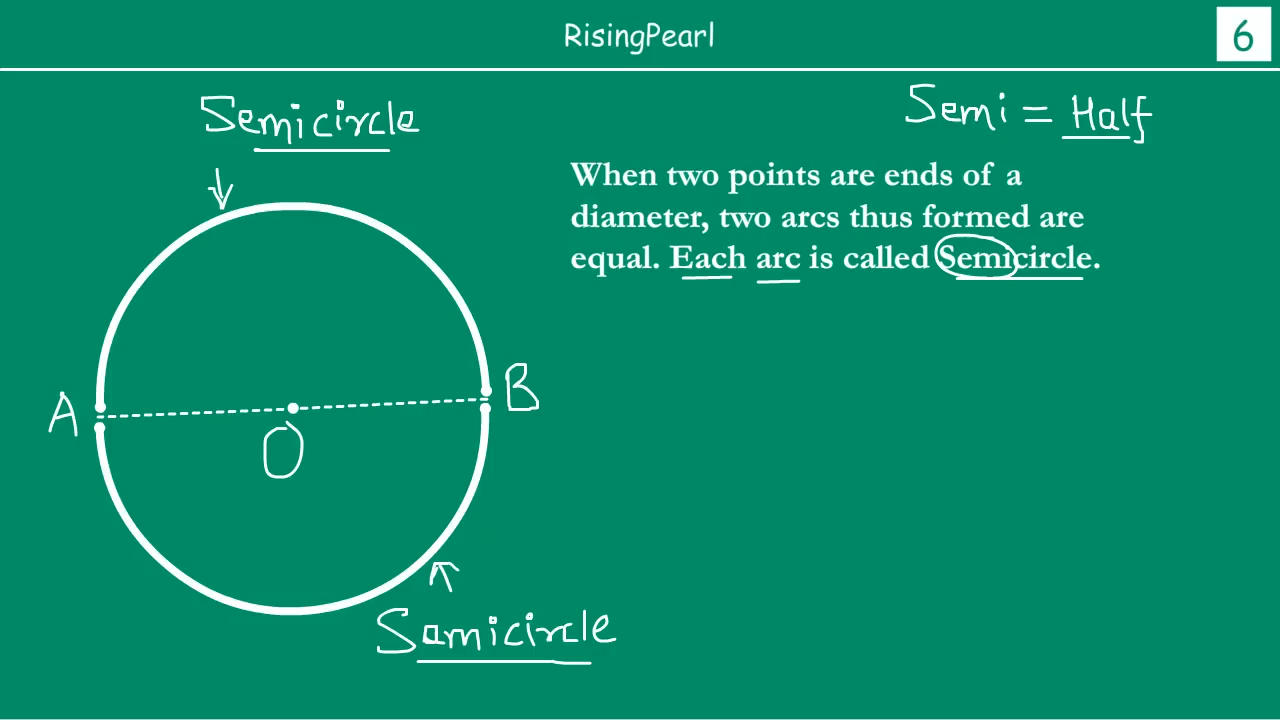 RisingPearl
6
Semicircle
Semi = Half
When two points are ends of a
diameter, two arcs thus formed are
equal. Each arc is called Semicircle.
A
B
O
Samicircle